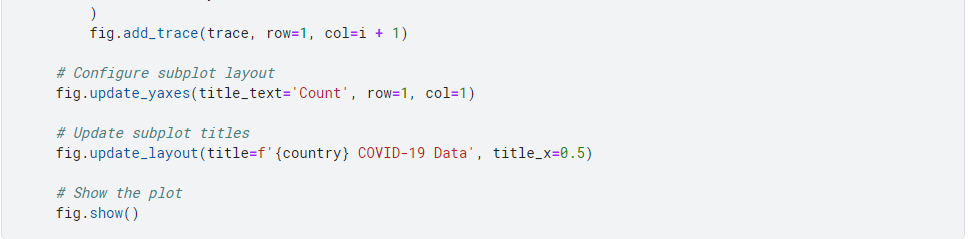 )
fig.add_trace(trace, row=1, col=i + 1)
# Configure subplot layout
fig.update_yaxes(title_text='Count', row=1, col=1)
# Update subplot titles
fig.update_layout(title=f'{country} COVID-19 Data', title_x=0.5)
# Show the plot
fig.show()